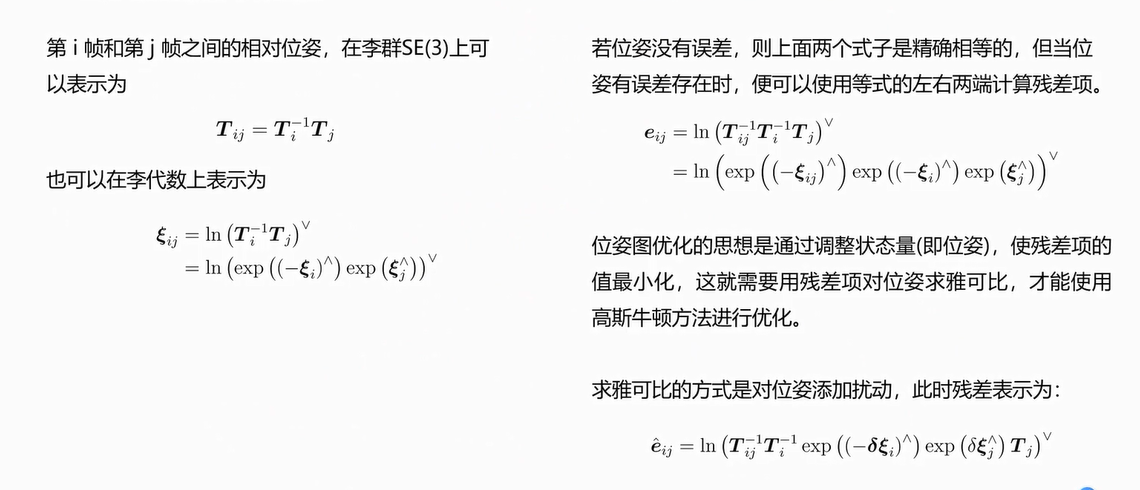 第 i 帧和第 j 帧之间的相对位姿，在李群SE(3)上可
以表示为
$\boldsymbol{T}_{ij} = \boldsymbol{T}_i^{-1} \boldsymbol{T}_j$
也可以在李代数上表示为
$\boldsymbol{\xi}_{ij} = \ln \left( \boldsymbol{T}_i^{-1} \boldsymbol{T}_j \right)^{\vee}$
$= \ln \left( \exp \left( (-\boldsymbol{\xi}_i)^{\wedge} \right) \exp \left( \boldsymbol{\xi}_j^{\wedge} \right) \right)^{\vee}$
若位姿没有误差，则上面两个式子是精确相等的，但当位
姿有误差存在时，便可以使用等式的左右两端计算残差项。
$\boldsymbol{e}_{ij} = \ln \left( \boldsymbol{T}_{ij}^{-1} \boldsymbol{T}_i^{-1} \boldsymbol{T}_j \right)^{\vee}$
$= \ln \left( \exp \left( (-\boldsymbol{\xi}_{ij})^{\wedge} \right) \exp \left( (-\boldsymbol{\xi}_i)^{\wedge} \right) \exp \left( \boldsymbol{\xi}_j^{\wedge} \right) \right)^{\vee}$
位姿图优化的思想是通过调整状态量(即位姿)，使残差项的
值最小化，这就需要用残差项对位姿求雅可比，才能使用
高斯牛顿方法进行优化。
求雅可比的方式是对位姿添加扰动，此时残差表示为：
$\hat{\boldsymbol{e}}_{ij} = \ln \left( \boldsymbol{T}_{ij}^{-1} \boldsymbol{T}_i^{-1} \exp \left( (-\boldsymbol{\delta \xi}_i)^{\wedge} \right) \exp \left( \delta \boldsymbol{\xi}_j^{\wedge} \right) \boldsymbol{T}_j \right)^{\vee}$